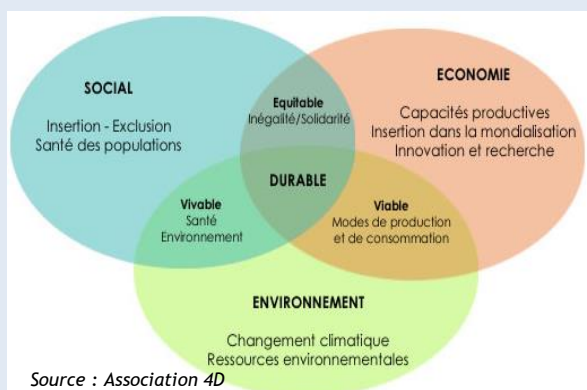 SOCIAL
Insertion - Exclusion
Santé des populations
ECONOMIE
Capacités productives
Insertion dans la mondialisation
Innovation et recherche
Equitable
Inégalité/Solidarité
DURABLE
Vivable
Santé
Environnement
Viable
Modes de production
et de consommation
ENVIRONNEMENT
Changement climatique
Ressources environnementales
Source : Association 4D